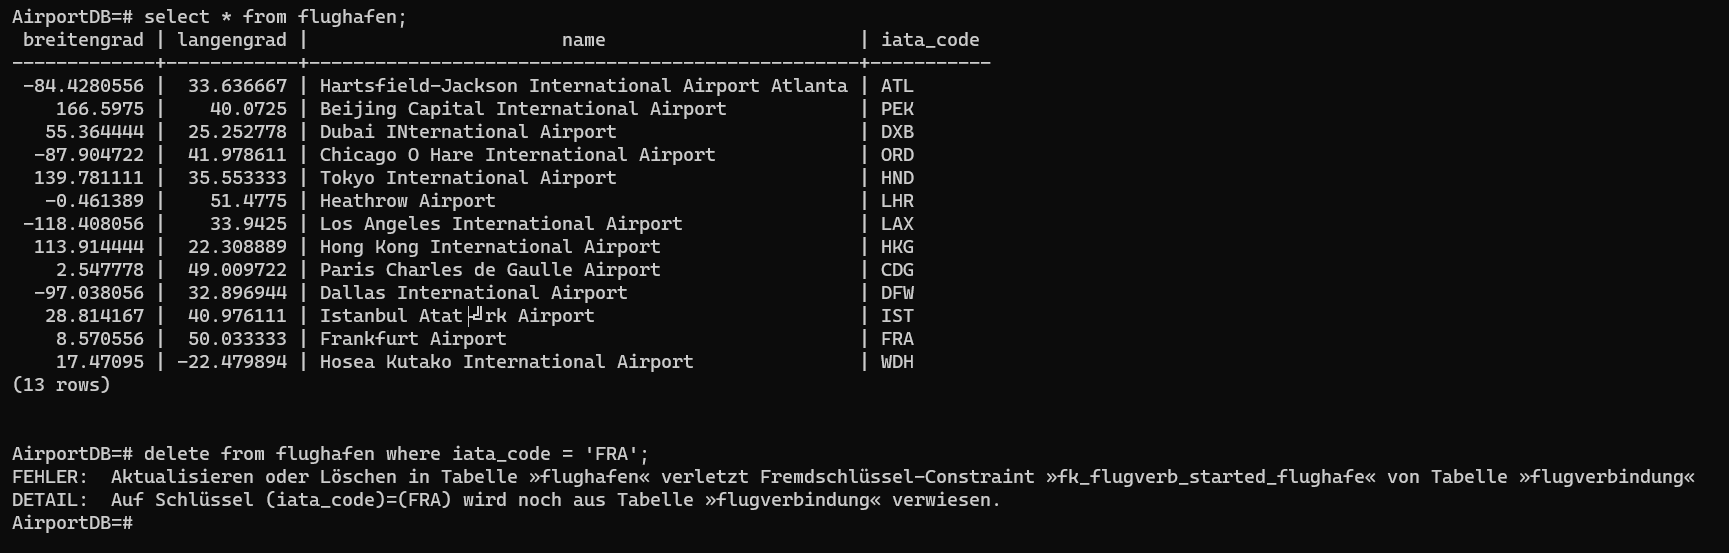 AirportDB=# select * from flughafen;
 breitengrad | langengrad |                       name                       | iata_code
-------------+------------+--------------------------------------------------+-----------
 -84.4280556 |  33.636667 | Hartsfield-Jackson International Airport Atlanta | ATL
    166.5975 |    40.0725 | Beijing Capital International Airport            | PEK
   55.364444 |  25.252778 | Dubai INternational Airport                      | DXB
  -87.904722 |  41.978611 | Chicago O Hare International Airport             | ORD
  139.781111 |  35.553333 | Tokyo International Airport                      | HND
   -0.461389 |    51.4775 | Heathrow Airport                                 | LHR
 -118.408056 |    33.9425 | Los Angeles International Airport                | LAX
  113.914444 |  22.308889 | Hong Kong International Airport                  | HKG
    2.547778 |  49.009722 | Paris Charles de Gaulle Airport                  | CDG
  -97.038056 |  32.896944 | Dallas International Airport                     | DFW
   28.814167 |  40.976111 | Istanbul Atat├╝rk Airport                        | IST
    8.570556 |  50.033333 | Frankfurt Airport                                | FRA
    17.47095 | -22.479894 | Hosea Kutako International Airport               | WDH
(13 rows)
AirportDB=# delete from flughafen where iata_code = 'FRA';
FEHLER:  Aktualisieren oder Löschen in Tabelle »flughafen« verletzt Fremdschlüssel-Constraint »fk_flugverb_started_flughafe« von Tabelle »flugverbindung«
DETAIL:  Auf Schlüssel (iata_code)=(FRA) wird noch aus Tabelle »flugverbindung« verwiesen.
AirportDB=#